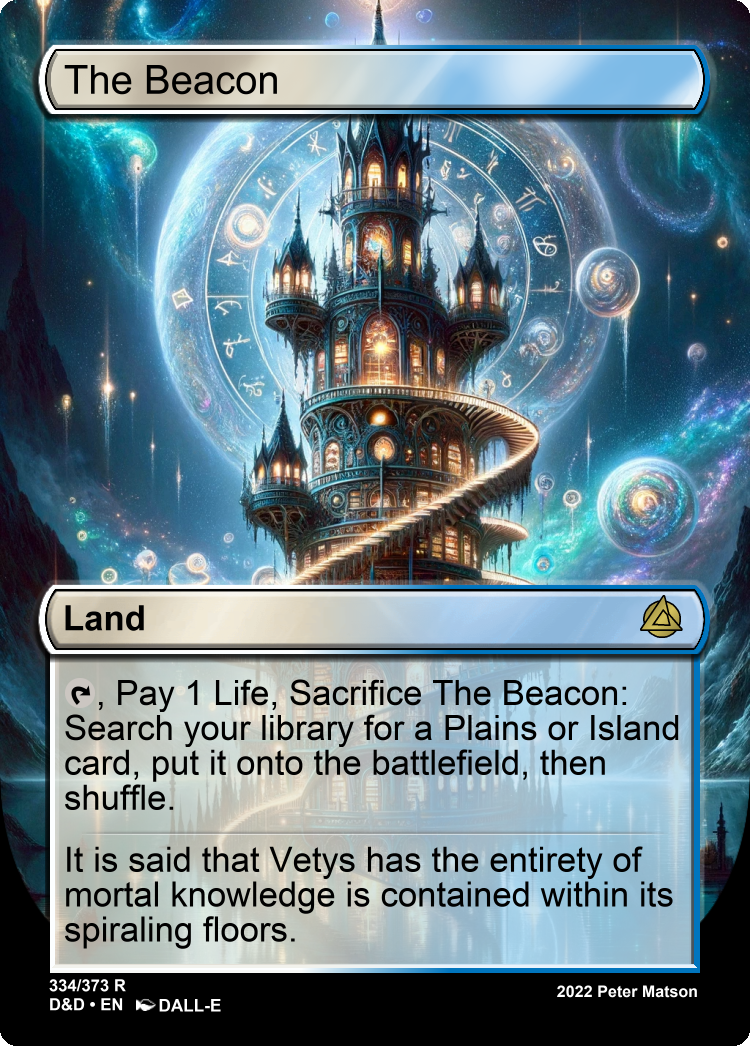 The Beacon
Land
, Pay 1 Life, Sacrifice The Beacon:
Search your library for a Plains or Island
card, put it onto the battlefield, then
shuffle.
It is said that Vetys has the entirety of
mortal knowledge is contained within its
spiraling floors.
334/373 R
D&D • EN DALL-E
2022 Peter Matson